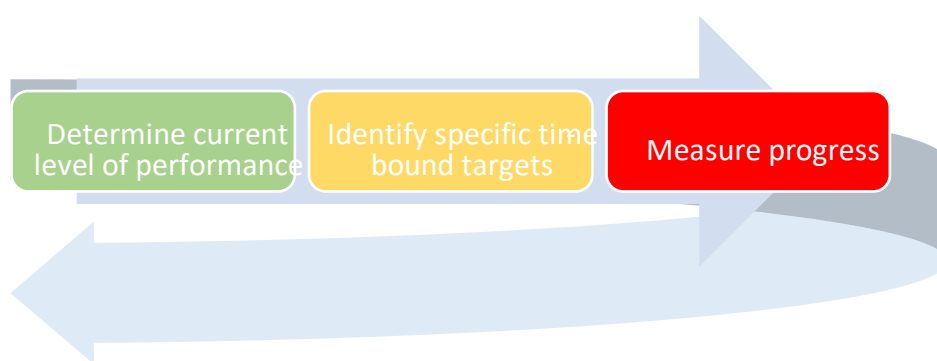 Determine current
level of performance
Identify specific time-
bound targets
Measure progress